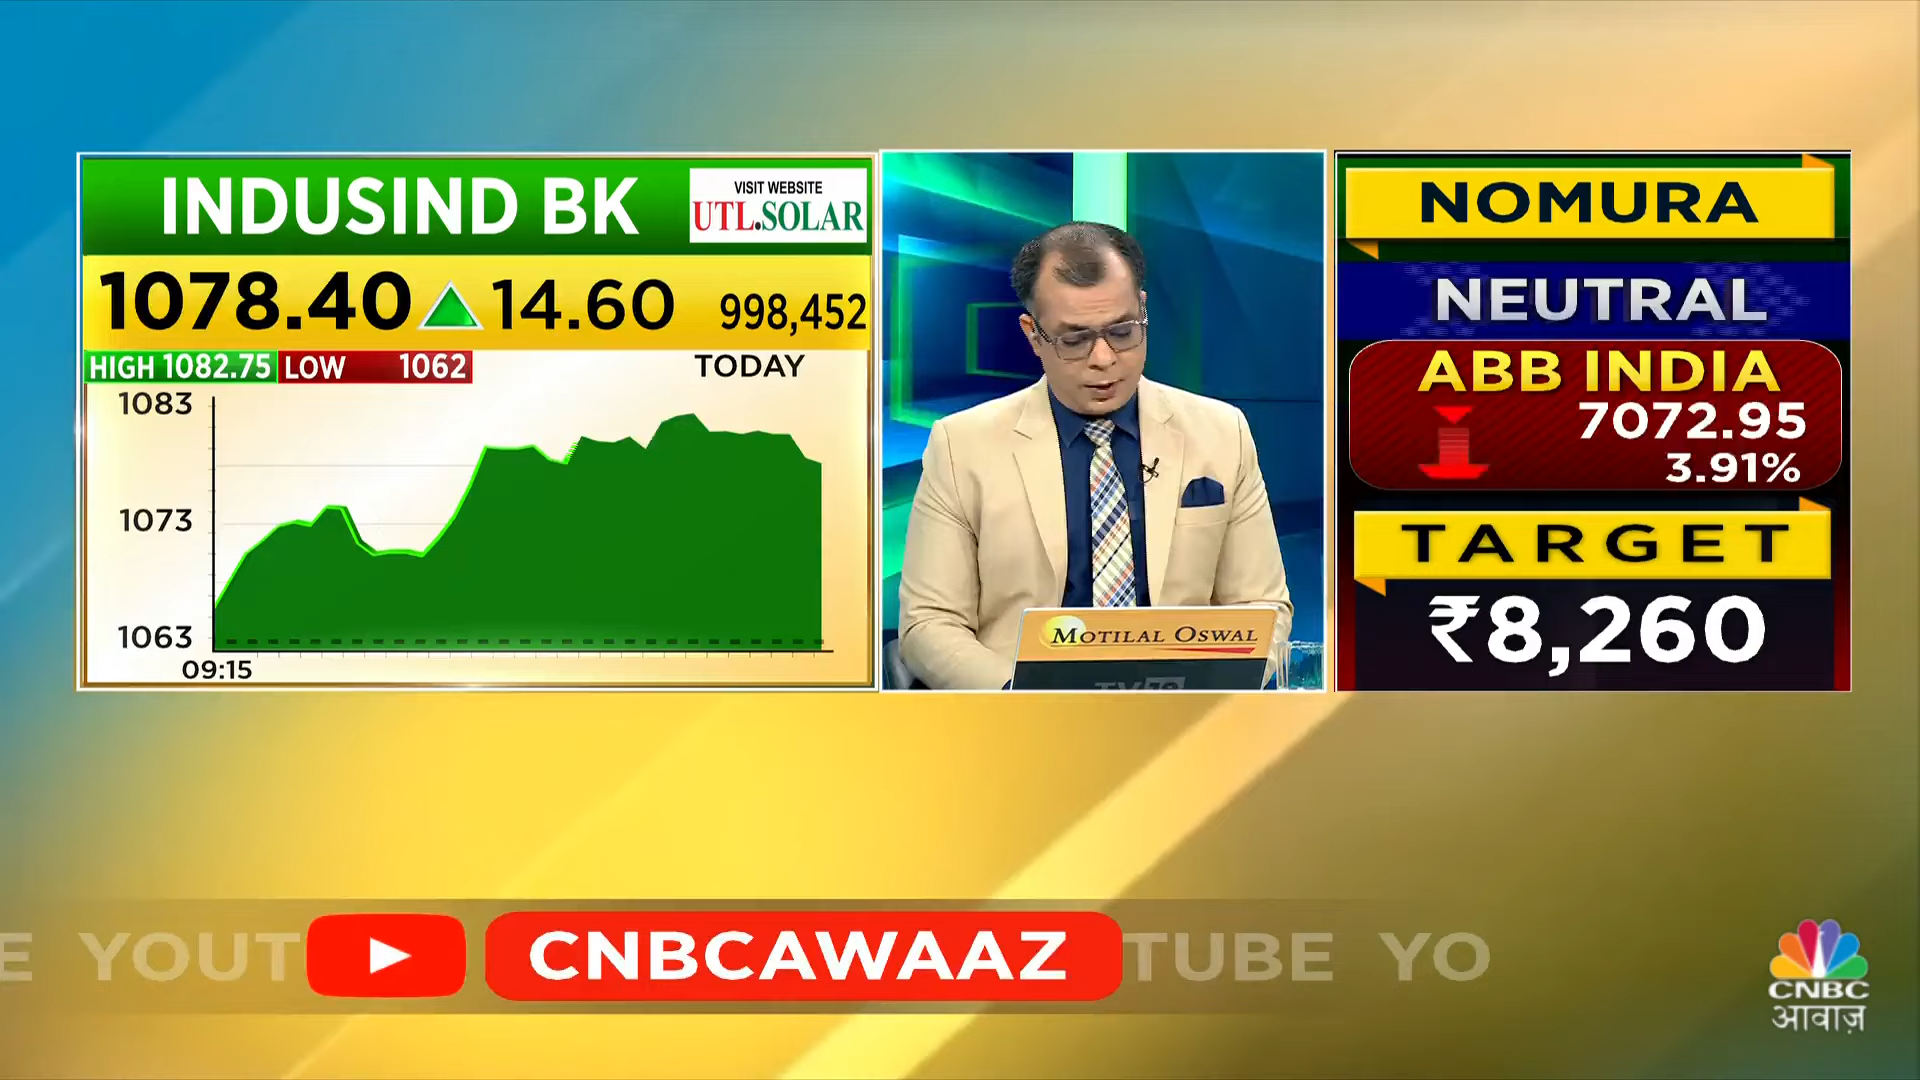 INDUSIND BK
VISIT WEBSITE
UTL.SOLAR
1078.40 14.60 998,452
HIGH 1082.75 LOW 1062 TODAY
1083
1073
1063
09:15
MOTILAL OSWAL
NOMURA
NEUTRAL
ABB INDIA
7072.95
3.91%
TARGET
₹8,260
E YOUT CNBCAWAAZ TUBE YO
CNBC
आवाज़